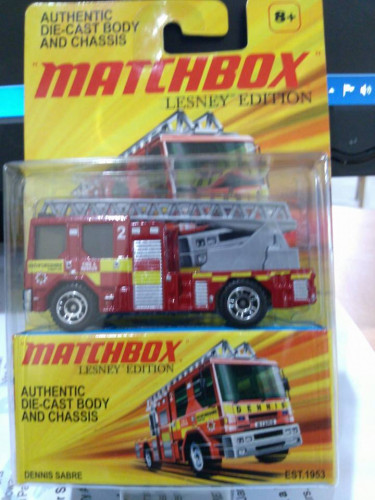 AUTHENTIC
DIE-CAST BODY
AND CHASSIS
8+
"MATCHBOX"
LESNEY EDITION
2
MATCHBOX
LESNEY EDITION
AUTHENTIC
DIE-CAST BODY
AND CHASSIS
DENNIS
DENNIS SABRE
EST.1953